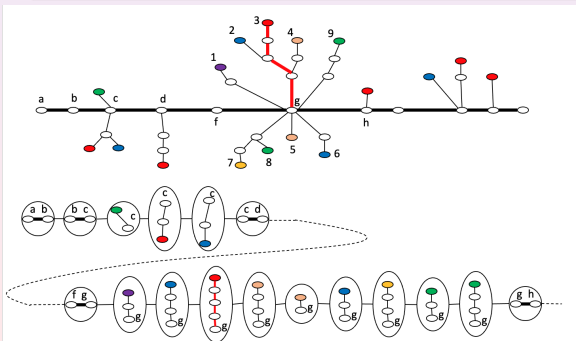 3
2 4 9
1
a b c d f g h
7 8 5 6
a b b c c c c c d
f g g g g g g g g g g g h